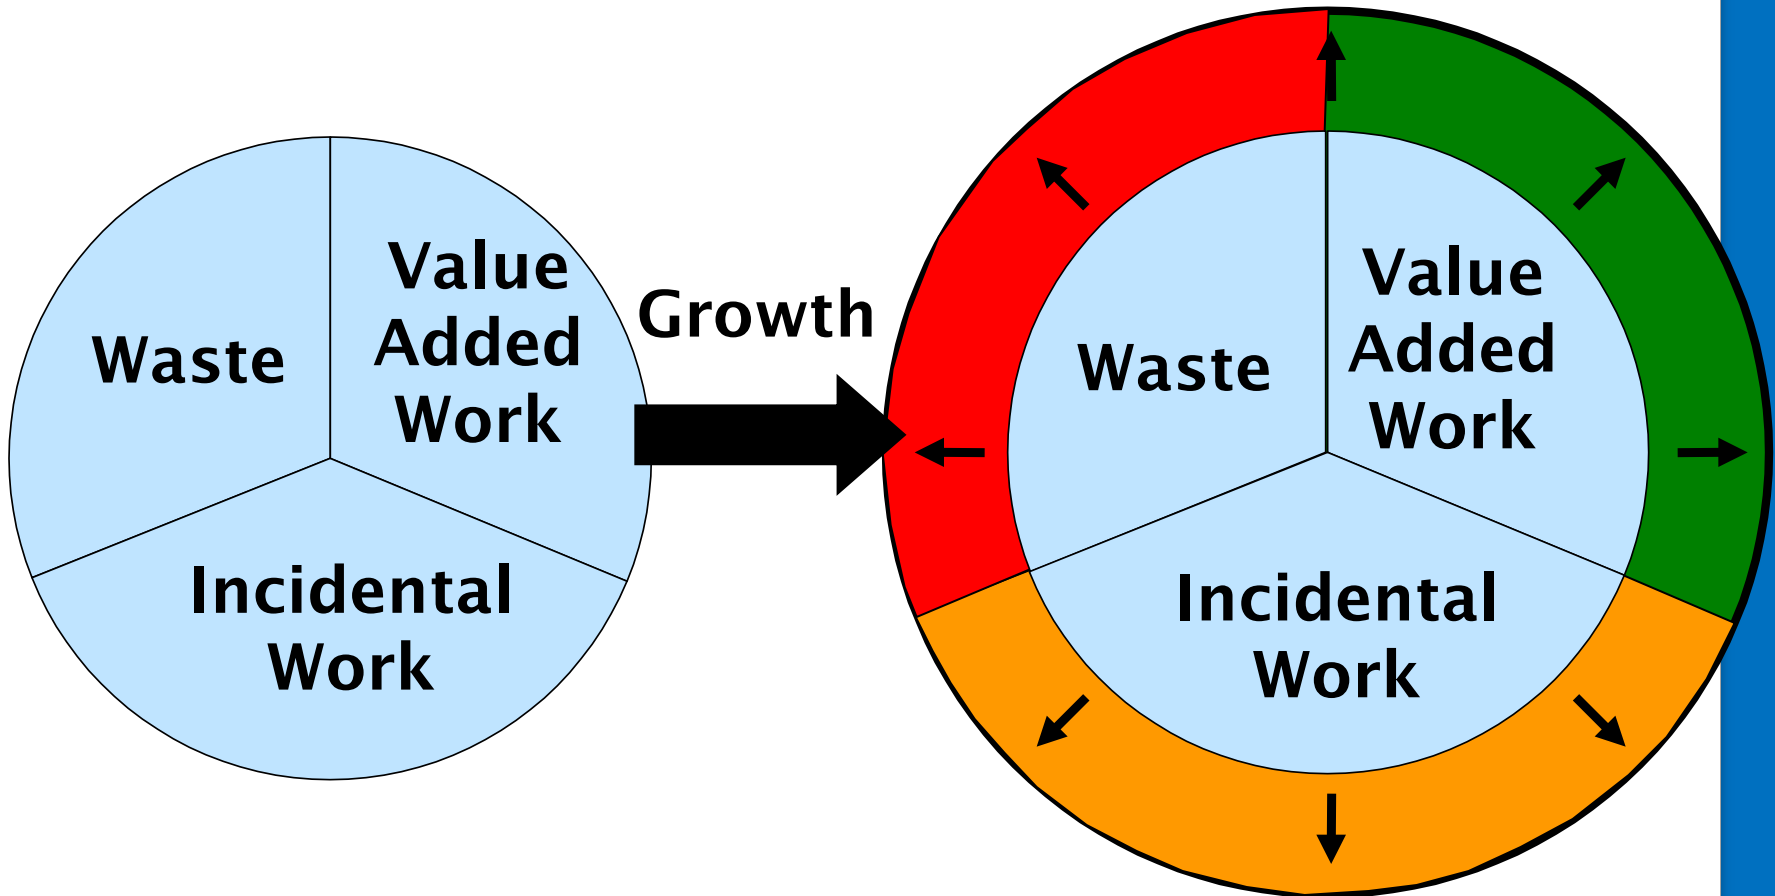 Waste
Value
Added
Work
Incidental
Work
Growth
Waste
Value
Added
Work
Incidental
Work